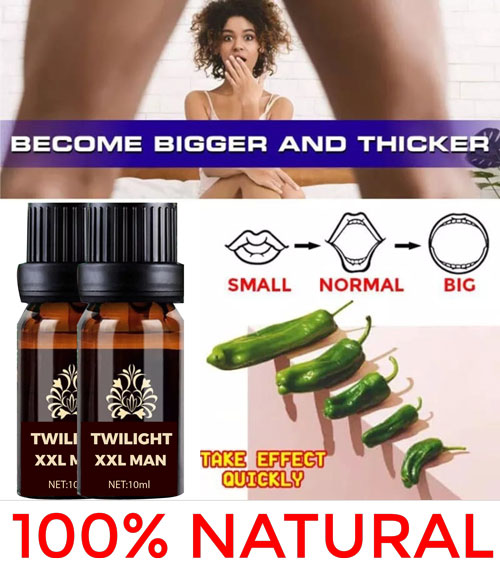 BECOME BIGGER AND THICKER
SMALL NORMAL BIG
TWILI
XXL M
NET:10
TWILIGHT
XXL MAN
NET:10ml
TAKE EFFECT
QUICKLY
100% NATURAL